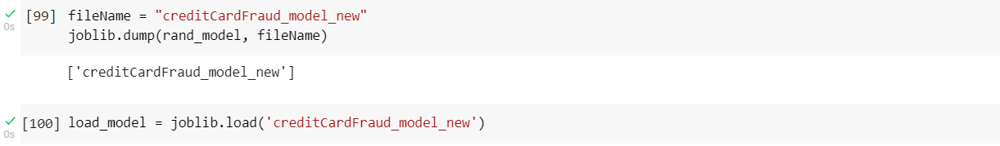 [99] fileName = "creditCardFraud_model_new"
0s joblib.dump(rand_model, fileName)
['creditCardFraud_model_new']
[100] load_model = joblib.load('creditCardFraud_model_new')
0s